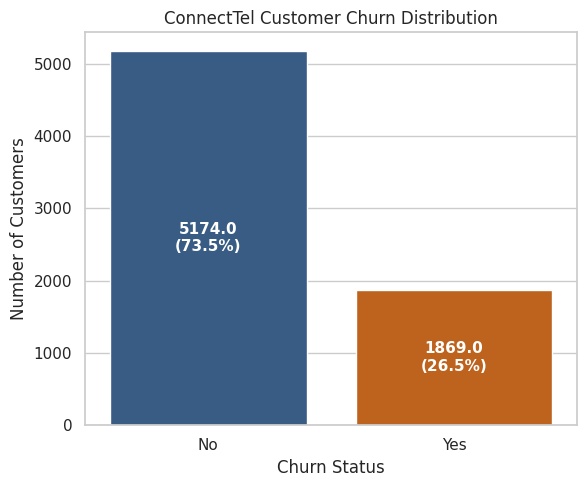 ConnectTel Customer Churn Distribution
Number of Customers
5000
4000
3000
2000
1000
0
5174.0
(73.5%)
1869.0
(26.5%)
No
Yes
Churn Status